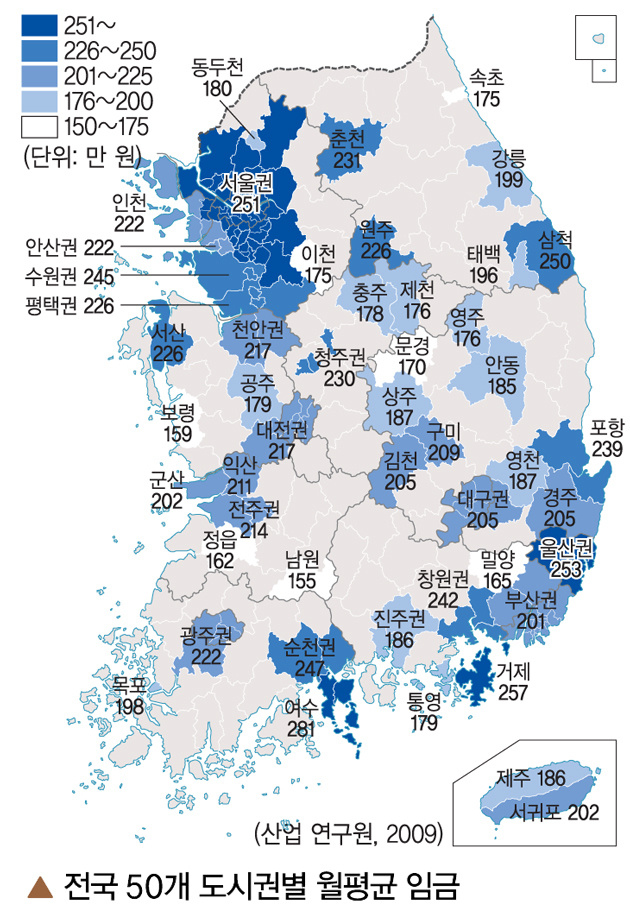 251~
226~250
201~225
176~200
150~175
(단위: 만 원)
동두천
180
속초
175
춘천
231
강릉
199
서울권
251
인천
222
안산권 222
수원권 245
평택권 226
이천
175
원주
226
태백
196
삼척
250
충주
178
제천
176
영주
176
서산
226
천안권
217
청주권
230
문경
170
안동
185
공주
179
상주
187
보령
159
대전권
217
구미
209
포항
239
군산
202
익산
211
김천
205
영천
187
대구권
205
경주
205
전주권
214
정읍
162
남원
155
울산권
253
밀양
165
창원권
242
부산권
201
진주권
186
광주권
222
순천권
247
거제
257
목포
198
여수
281
통영
179
제주 186
서귀포 202
(산업 연구원, 2009)
▲ 전국 50개 도시권별 월평균 임금